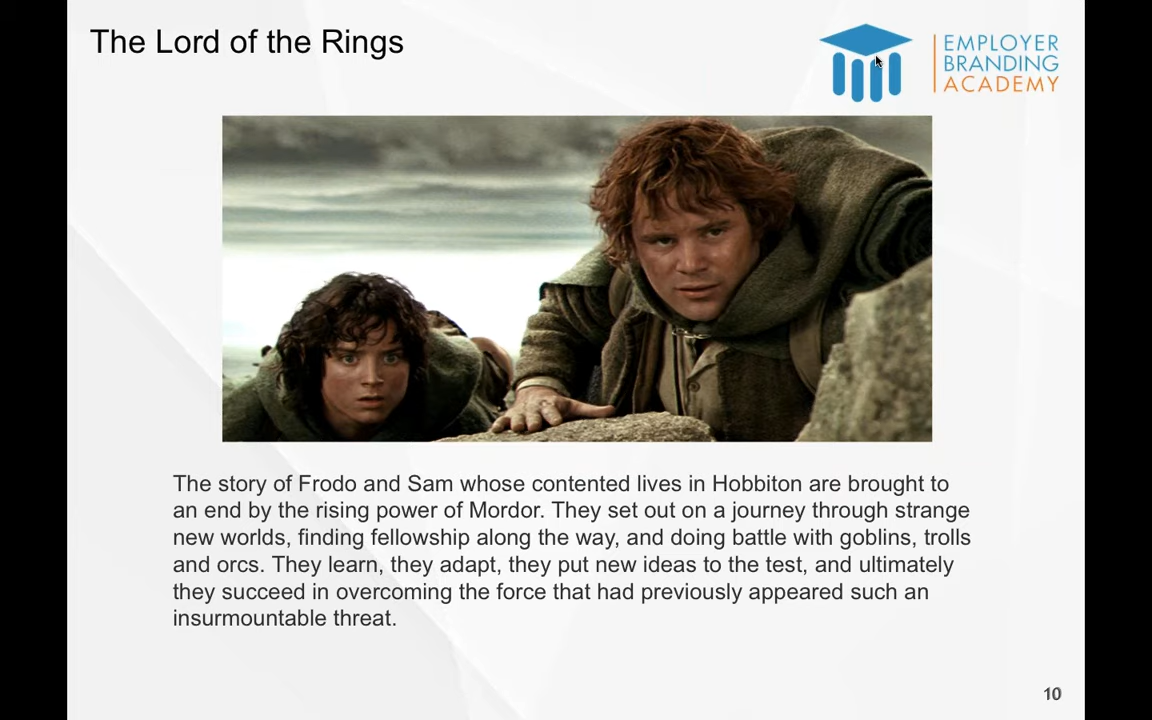 The Lord of the Rings
EMPLOYER
BRANDING
ACADEMY
The story of Frodo and Sam whose contented lives in Hobbiton are brought to
an end by the rising power of Mordor. They set out on a journey through strange
new worlds, finding fellowship along the way, and doing battle with goblins, trolls
and orcs. They learn, they adapt, they put new ideas to the test, and ultimately
they succeed in overcoming the force that had previously appeared such an
insurmountable threat.
10